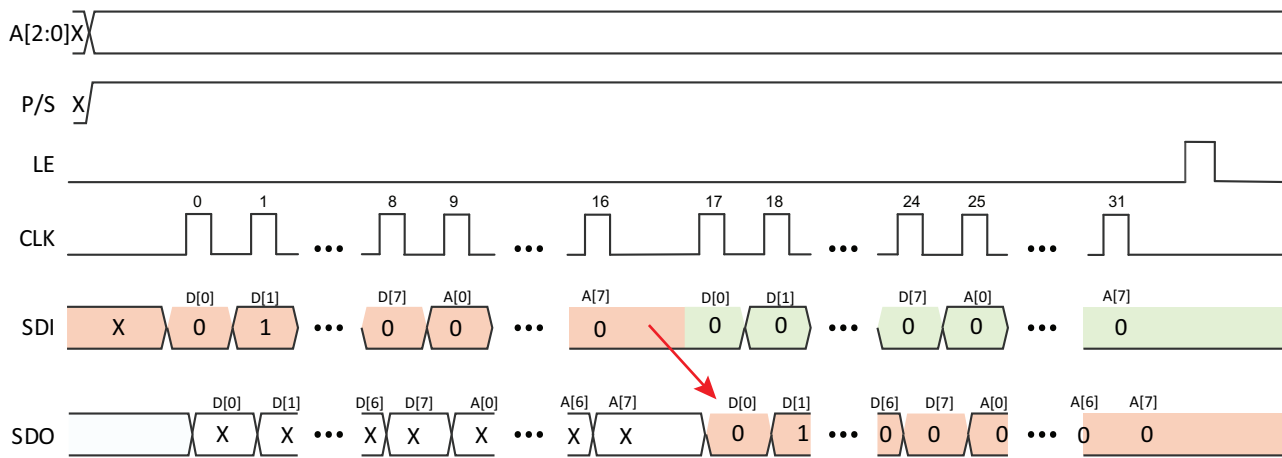 A[2:0] X
P/S X
LE
0 1 8 9 16 17 18 24 25 31
CLK ••• ••• ••• •••
D[0] D[1] D[7] A[0] A[7] D[0] D[1] D[7] A[0] A[7]
SDI X 0 1 ••• 0 0 ••• 0 0 0 ••• 0 0 ••• 0
D[0] D[1] D[6] D[7] A[0] A[6] A[7] D[0] D[1] D[6] D[7] A[0] A[6] A[7]
SDO X X ••• X X X ••• X X 0 1 ••• 0 0 0 ••• 0 0